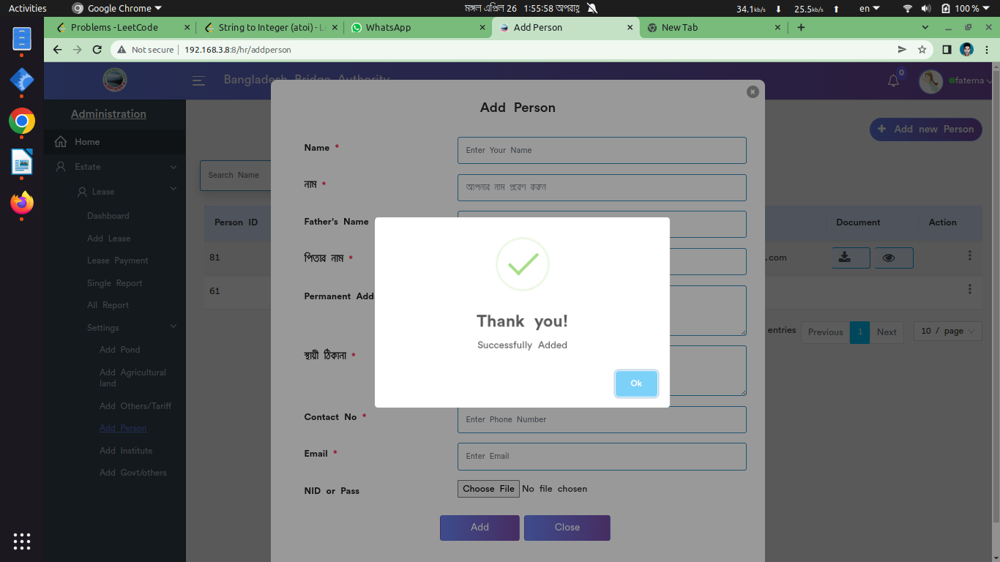 Activities Google Chrome মঙ্গল এপ্রিল 26 1:55:58 অপরাহ্ণ 34.1kb/s 25.5kb/s en 100 %
Problems - LeetCode String to Integer (atoi) - L WhatsApp Add Person New Tab
Not secure 192.168.3.8:8/hr/addperson
Bangladesh Bridge Authority 0 fatema
Administration
Home
Estate
Lease
Dashboard
Add Lease
Lease Payment
Single Report
All Report
Settings
Add Pond
Add Agricultural
land
Add Others/Tariff
Add Person
Add Institute
Add Govt/others
Add new Person
Search Name
Person ID Document Action
81 .com
61
entries Previous 1 Next 10 / page
Add Person
Name * Enter Your Name
নাম * আপনার নাম প্রবেশ করুন
Father's Name
পিতার নাম *
Permanent Add
স্থায়ী ঠিকানা *
Contact No * Enter Phone Number
Email * Enter Email
NID or Pass Choose File No file chosen
Add Close
Thank you!
Successfully Added
Ok